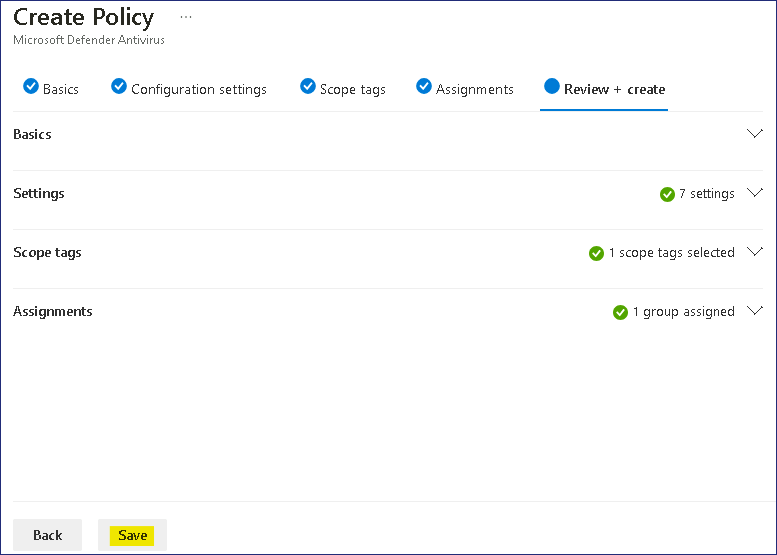 Create Policy ...
Microsoft Defender Antivirus
Basics Configuration settings Scope tags Assignments Review + create
Basics
Settings 7 settings
Scope tags 1 scope tags selected
Assignments 1 group assigned
Back Save